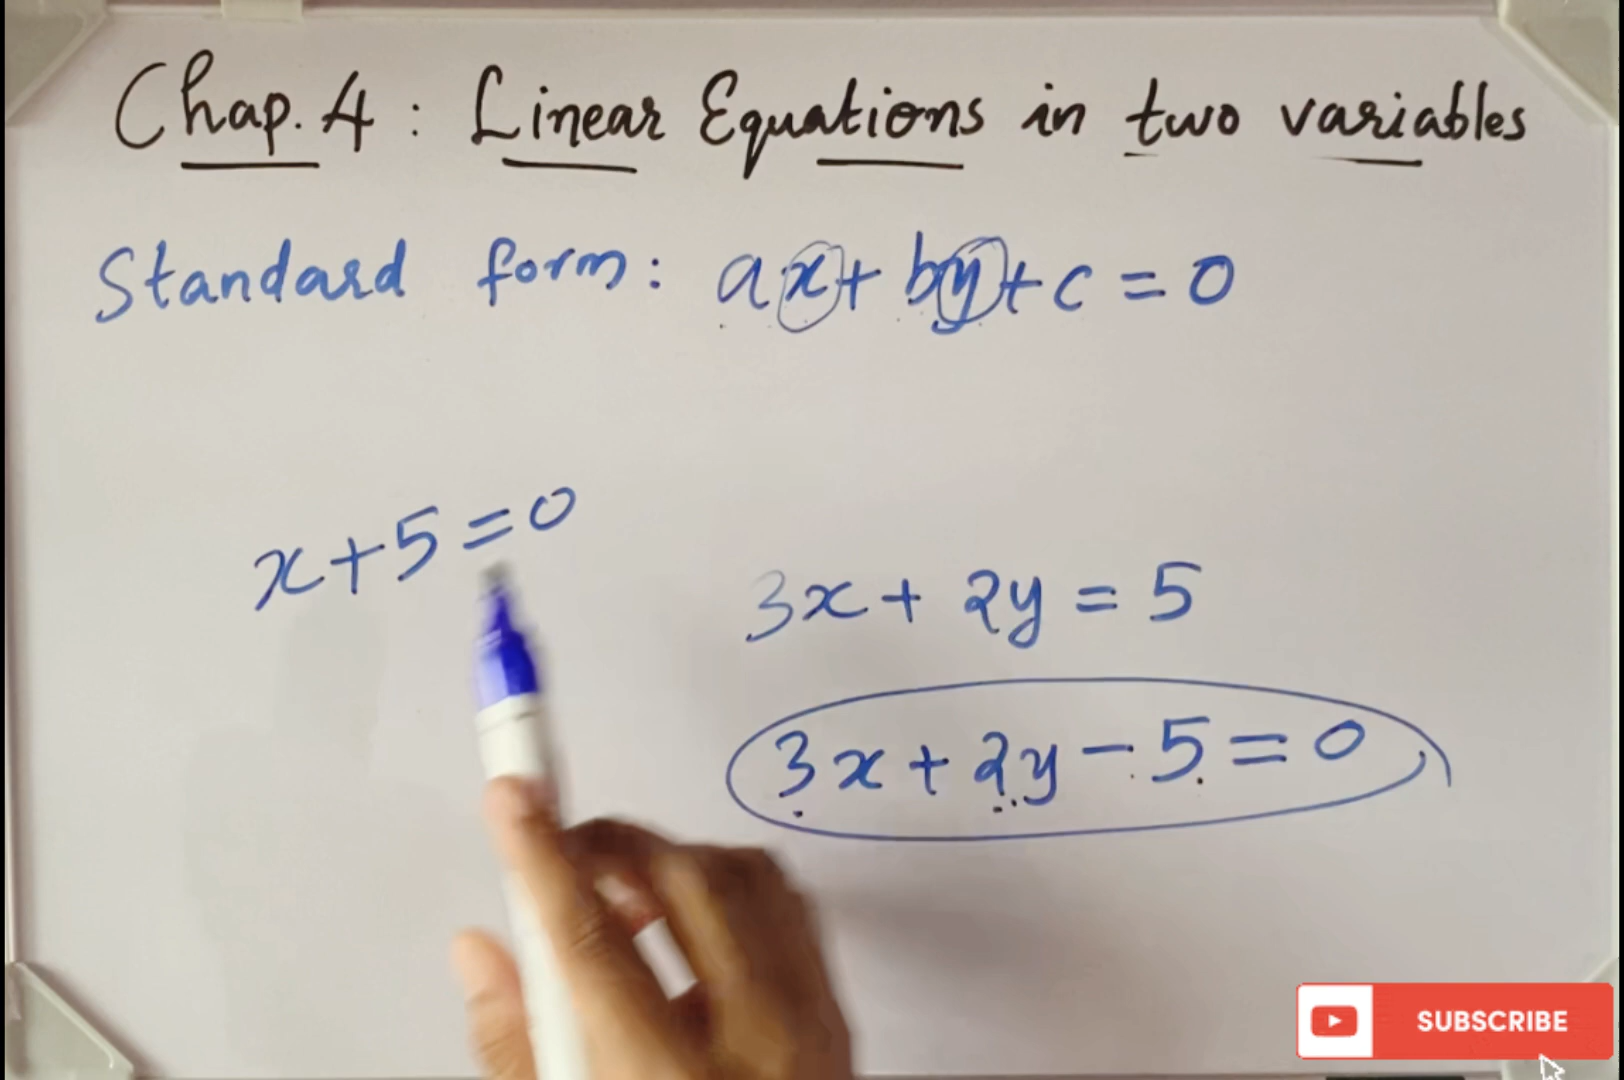 Chap. 4 : Linear Equations in two variables
Standard form: ax + by + c = 0
x + 5 = 0
3x + 2y = 5
3x + 2y - 5 = 0
SUBSCRIBE